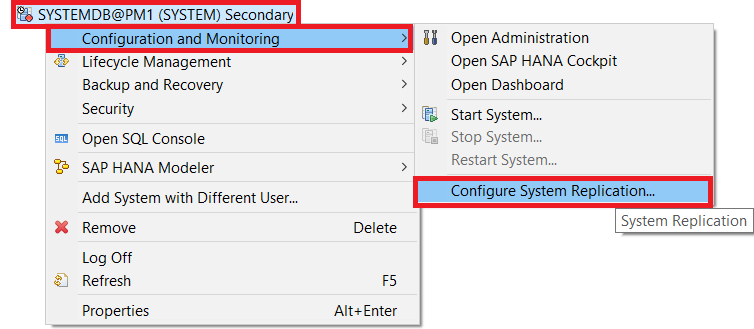 SYSTEMDB@PM1 (SYSTEM) Secondary
Configuration and Monitoring
Lifecycle Management
Backup and Recovery
Security
Open SQL Console
SAP HANA Modeler
Add System with Different User...
Remove Delete
Log Off
Refresh F5
Properties Alt+Enter
Open Administration
Open SAP HANA Cockpit
Open Dashboard
Start System...
Stop System...
Restart System...
Configure System Replication...
System Replication